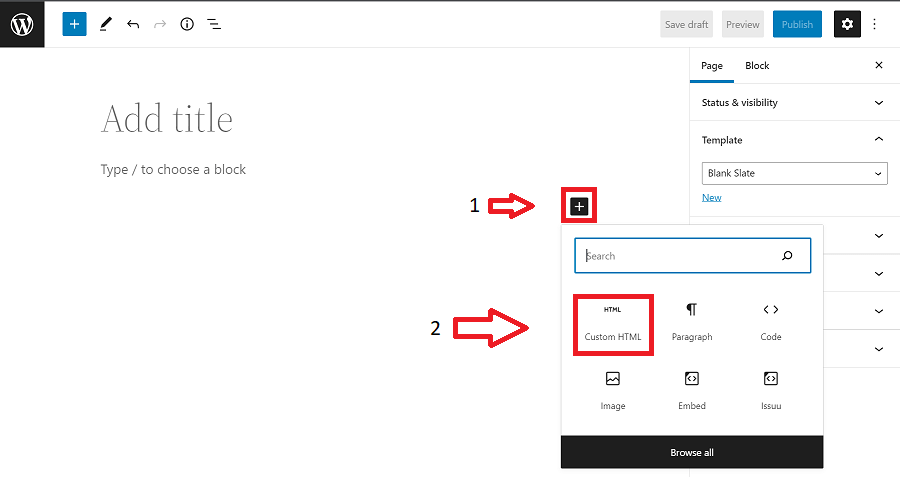 Save draft Preview Publish
Page Block
Status & visibility
Add title
Template
Type / to choose a block
Blank Slate
New
1
Search
HTML
2
Custom HTML Paragraph Code
Image Embed Issuu
Browse all